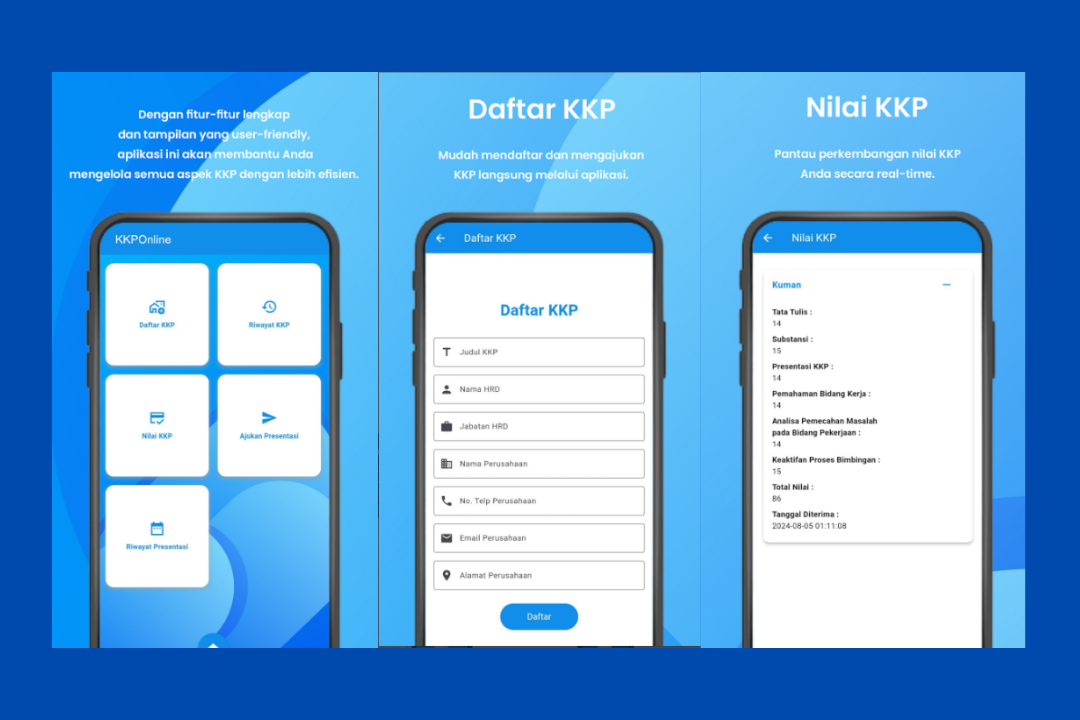 Dengan fitur-fitur lengkap
dan tampilan yang user-friendly,
aplikasi ini akan membantu Anda
mengelola semua aspek KKP dengan lebih efisien.
KKPOnline
Daftar KKP
Riwayat KKP
Nilai KKP
Ajukan Presentasi
Riwayat Presentasi
Daftar KKP
Mudah mendaftar dan mengajukan
KKP langsung melalui aplikasi.
Daftar KKP
Daftar KKP
Judul KKP
Nama HRD
Jabatan HRD
Nama Perusahaan
No. Telp Perusahaan
Email Perusahaan
Alamat Perusahaan
Daftar
Nilai KKP
Pantau perkembangan nilai KKP
Anda secara real-time.
Nilai KKP
Kuman
Tata Tulis :
14
Substansi :
15
Presentasi KKP :
14
Pemahaman Bidang Kerja :
14
Analisa Pemecahan Masalah
pada Bidang Pekerjaan :
14
Keaktifan Proses Bimbingan :
15
Total Nilai :
86
Tanggal Diterima :
2024-08-05 01:11:08